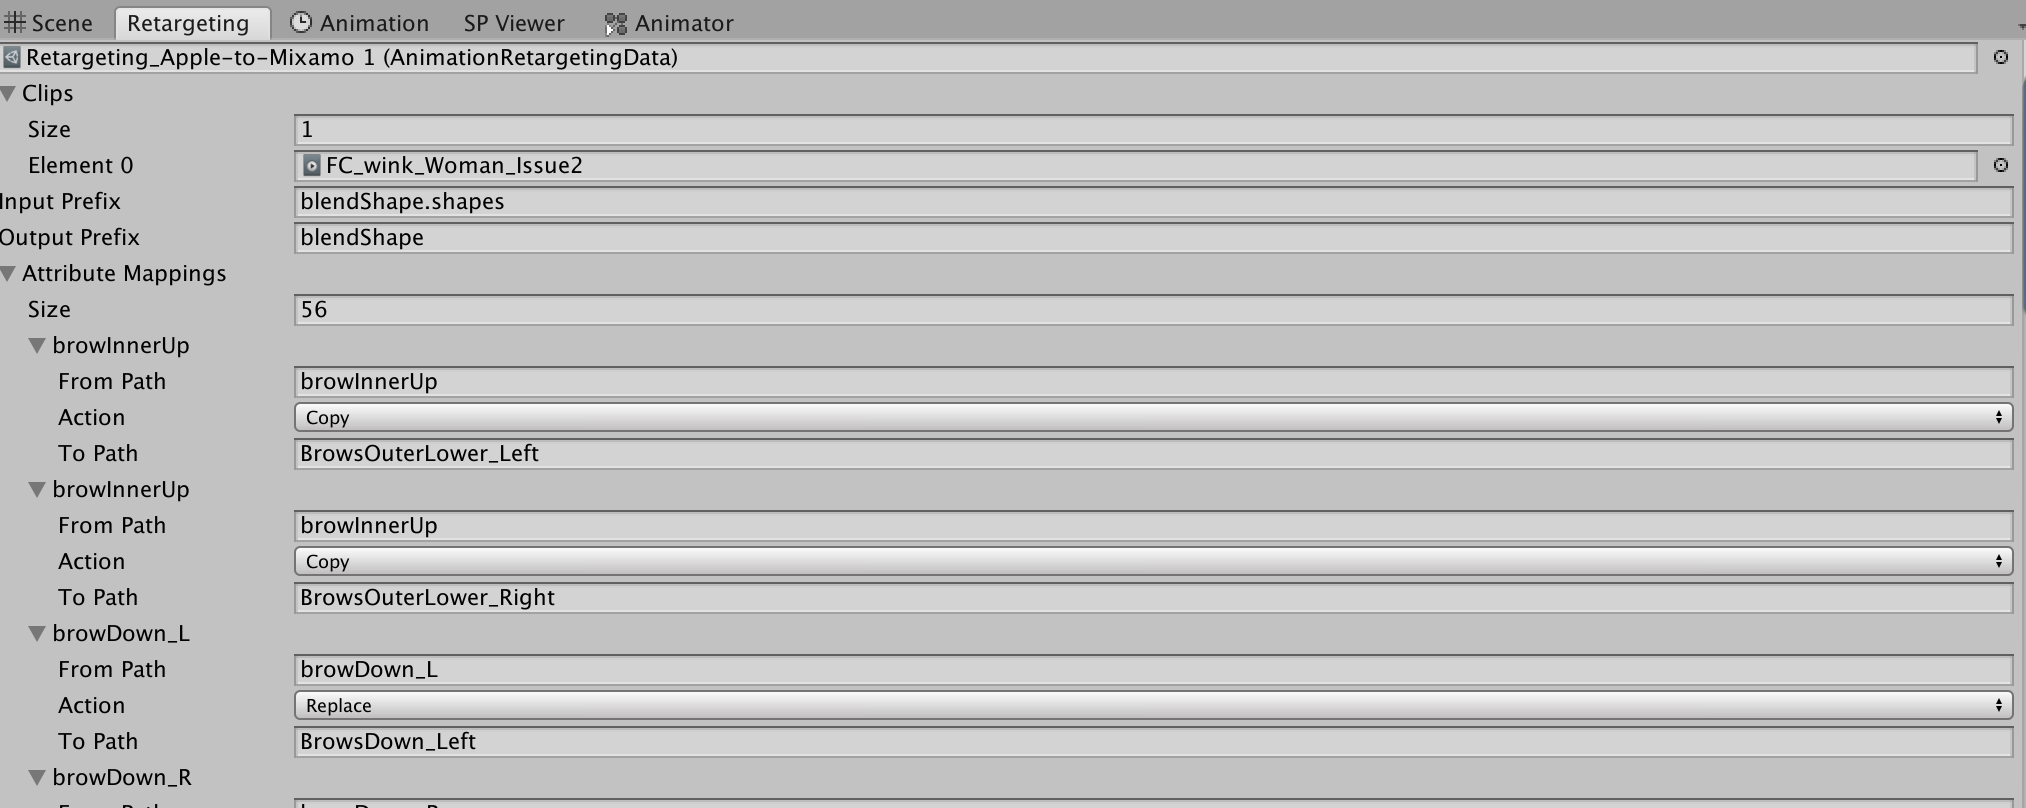 Scene Retargeting Animation SP Viewer Animator
Retargeting_Apple-to-Mixamo 1 (AnimationRetargetingData)
Clips
Size 1
Element 0 FC_wink_Woman_Issue2
Input Prefix blendShape.shapes
Output Prefix blendShape
Attribute Mappings
Size 56
browInnerUp
From Path browInnerUp
Action Copy
To Path BrowsOuterLower_Left
browInnerUp
From Path browInnerUp
Action Copy
To Path BrowsOuterLower_Right
browDown_L
From Path browDown_L
Action Replace
To Path BrowsDown_Left
browDown_R